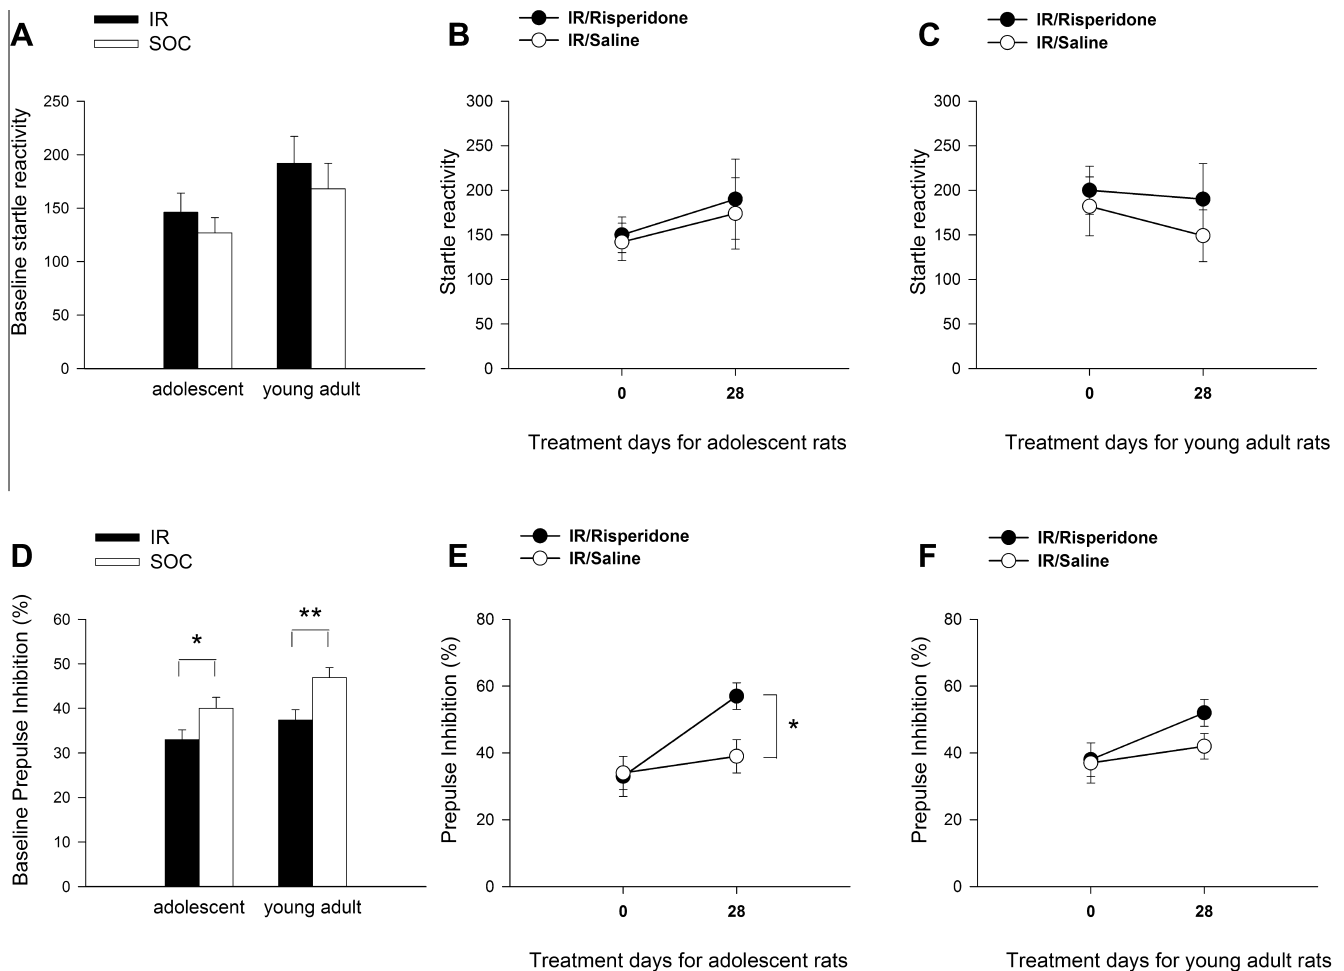 A
IR
SOC
Baseline startle reactivity
250
200
150
100
50
0
adolescent young adult
B
IR/Risperidone
IR/Saline
Startle reactivity
300
250
200
150
100
50
0
0 28
Treatment days for adolescent rats
C
IR/Risperidone
IR/Saline
Startle reactivity
300
250
200
150
100
50
0
0 28
Treatment days for young adult rats
D
IR
SOC
Baseline Prepulse Inhibition (%)
60
50
40
30
20
10
0
*
**
adolescent young adult
E
IR/Risperidone
IR/Saline
Prepulse Inhibition (%)
80
60
40
20
0
*
0 28
Treatment days for adolescent rats
F
IR/Risperidone
IR/Saline
Prepulse Inhibition (%)
80
60
40
20
0
0 28
Treatment days for young adult rats